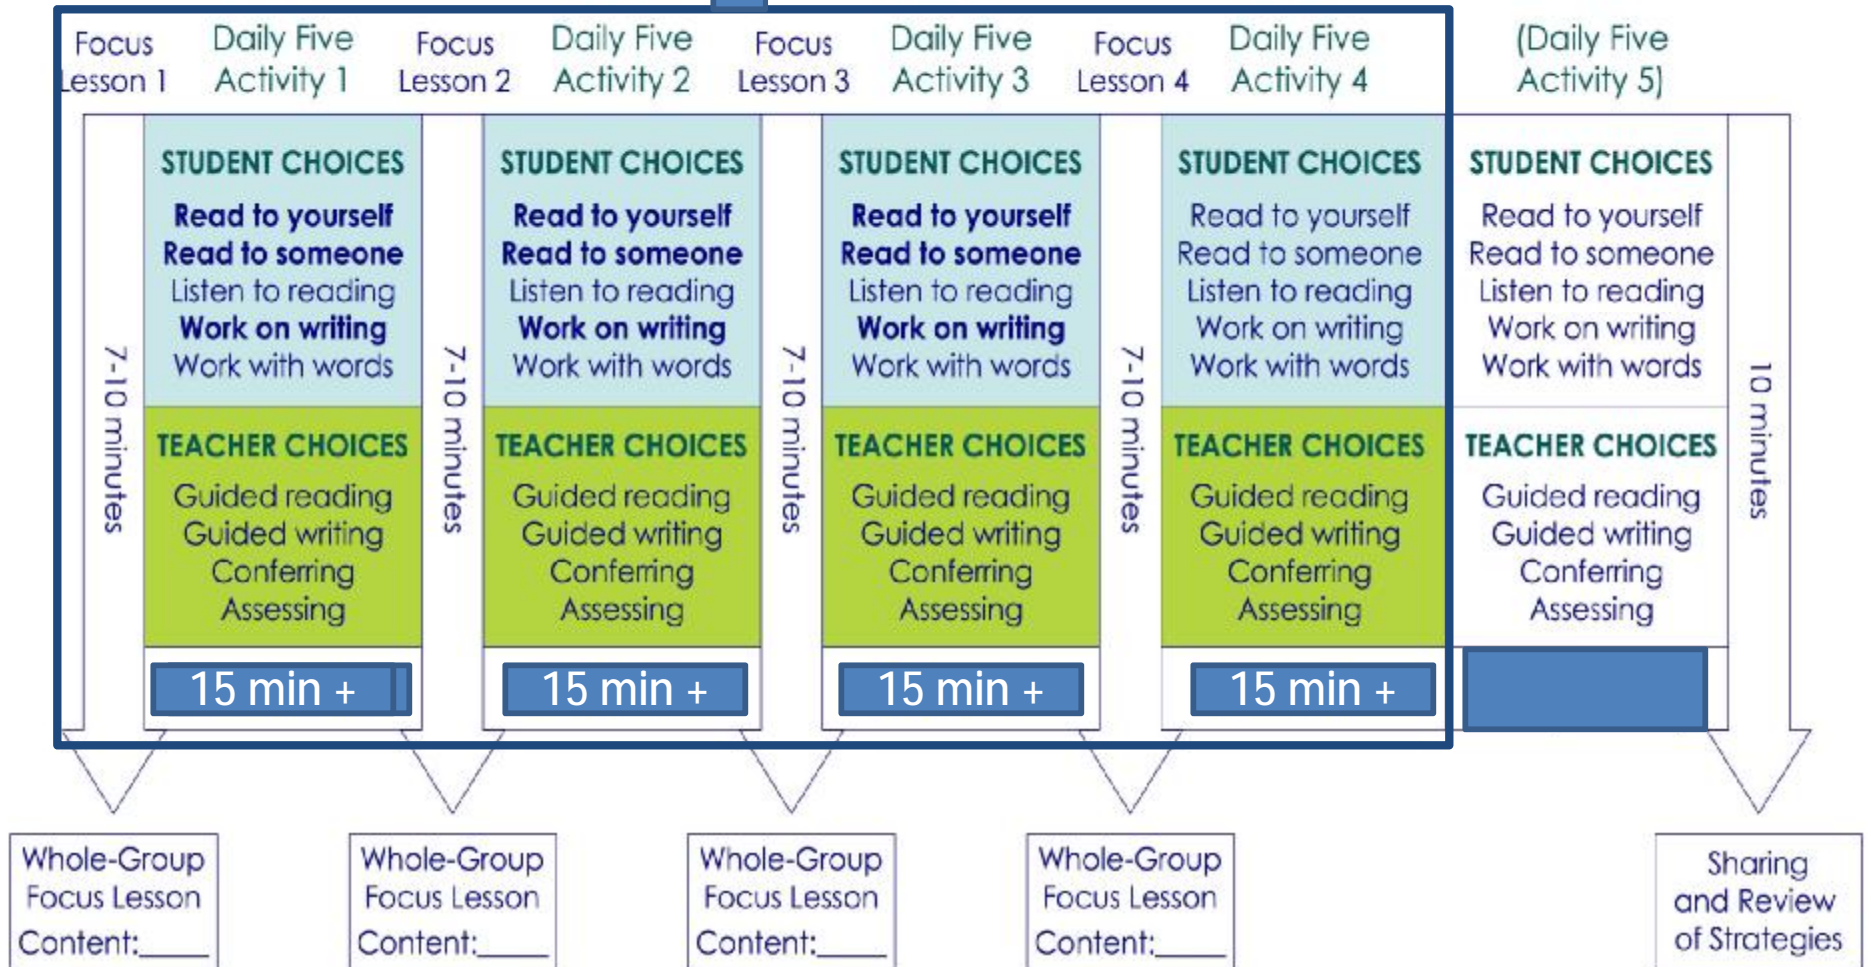 Focus
Lesson 1
Daily Five
Activity 1
Focus
Lesson 2
Daily Five
Activity 2
Focus
Lesson 3
Daily Five
Activity 3
Focus
Lesson 4
Daily Five
Activity 4
(Daily Five
Activity 5)
7-10 minutes
STUDENT CHOICES
Read to yourself
Read to someone
Listen to reading
Work on writing
Work with words
TEACHER CHOICES
Guided reading
Guided writing
Conferring
Assessing
15 min +
7-10 minutes
STUDENT CHOICES
Read to yourself
Read to someone
Listen to reading
Work on writing
Work with words
TEACHER CHOICES
Guided reading
Guided writing
Conferring
Assessing
15 min +
7-10 minutes
STUDENT CHOICES
Read to yourself
Read to someone
Listen to reading
Work on writing
Work with words
TEACHER CHOICES
Guided reading
Guided writing
Conferring
Assessing
15 min +
7-10 minutes
STUDENT CHOICES
Read to yourself
Read to someone
Listen to reading
Work on writing
Work with words
TEACHER CHOICES
Guided reading
Guided writing
Conferring
Assessing
15 min +
STUDENT CHOICES
Read to yourself
Read to someone
Listen to reading
Work on writing
Work with words
TEACHER CHOICES
Guided reading
Guided writing
Conferring
Assessing
10 minutes
Whole-Group
Focus Lesson
Content:_____
Whole-Group
Focus Lesson
Content:_____
Whole-Group
Focus Lesson
Content:_____
Whole-Group
Focus Lesson
Content:_____
Sharing
and Review
of Strategies